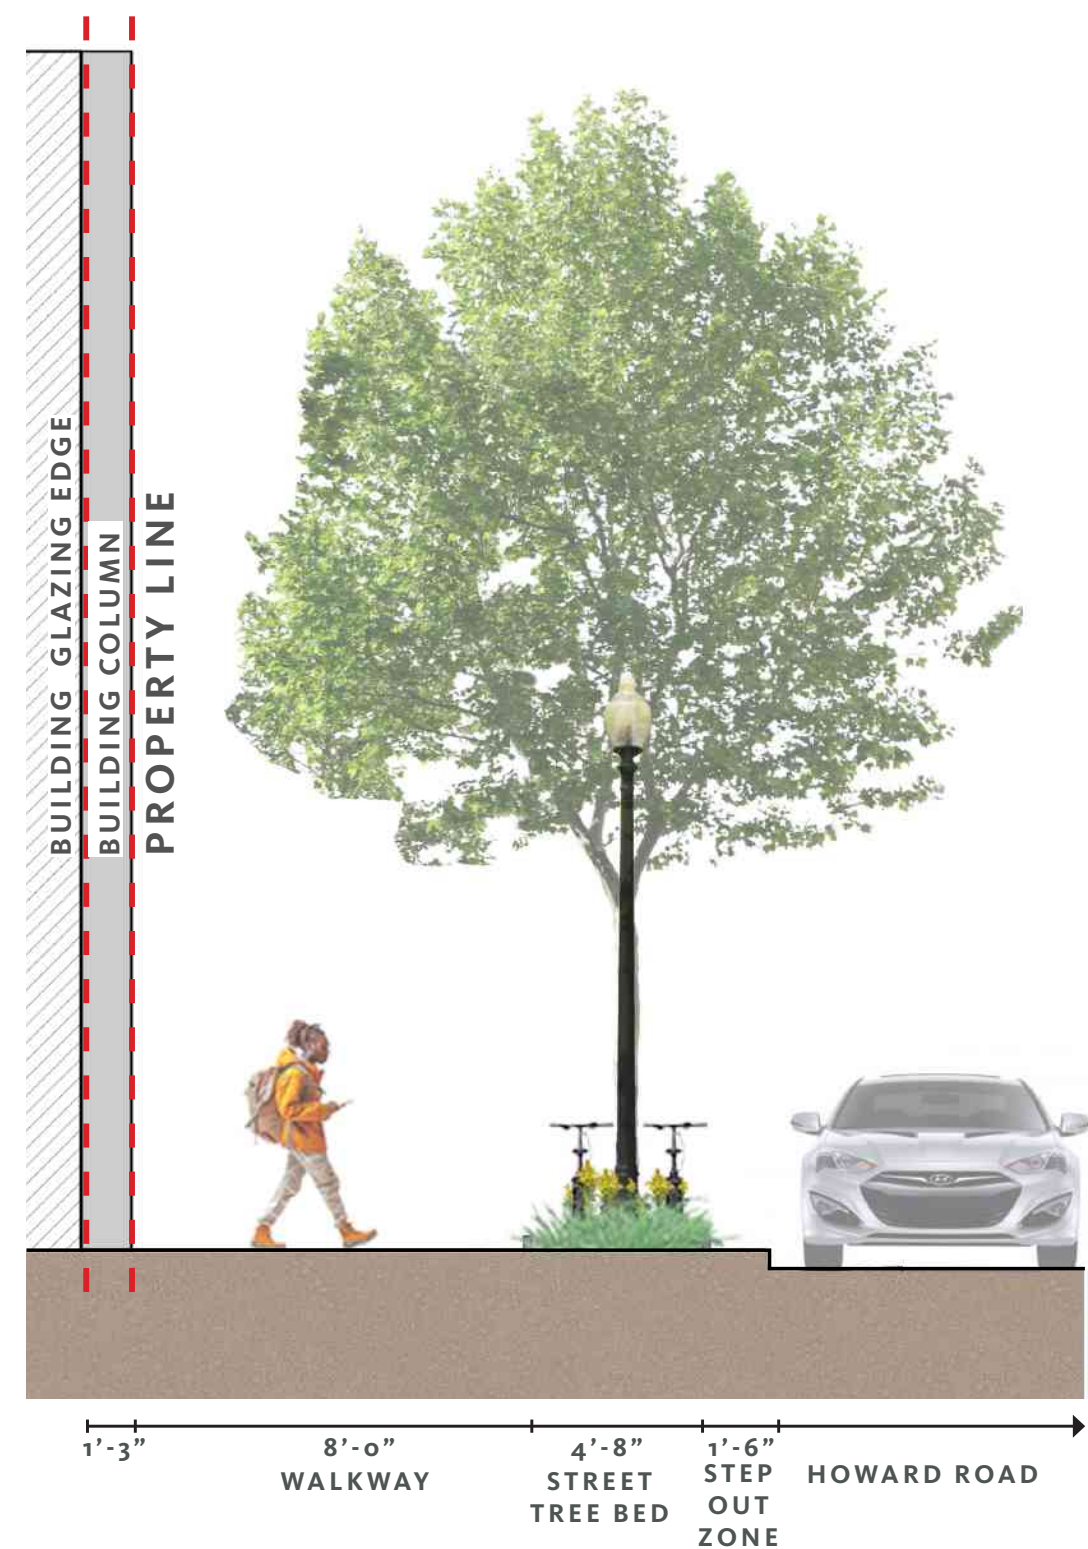 BUILDING GLAZING EDGE
BUILDING COLUMN
PROPERTY LINE
1’-3”
8’-0”
WALKWAY
4’-8”
STREET
TREE BED
1’-6”
STEP
OUT
ZONE
HOWARD ROAD